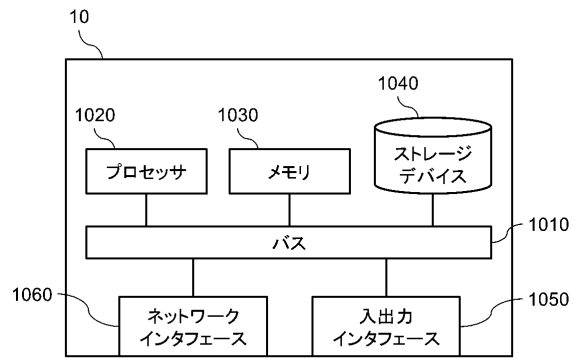 10
1020
1030
1040
プロセッサ
メモリ
ストレージ
デバイス
バス
1010
1060
ネットワーク
インタフェース
入出力
インタフェース
1050